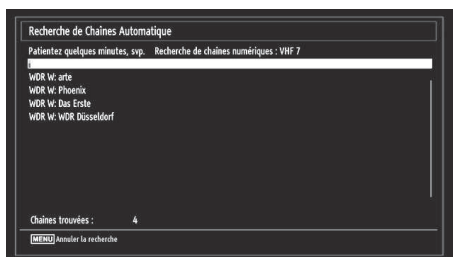 Recherche de Chaînes Automatique
Patientez quelques minutes, svp. Recherche de chaînes numériques : VHF 7
WDR W: arte
WDR W: Phoenix
WDR W: Das Erste
WDR W: WDR Düsseldorf
Chaînes trouvées : 4
MENU Annuler la recherche